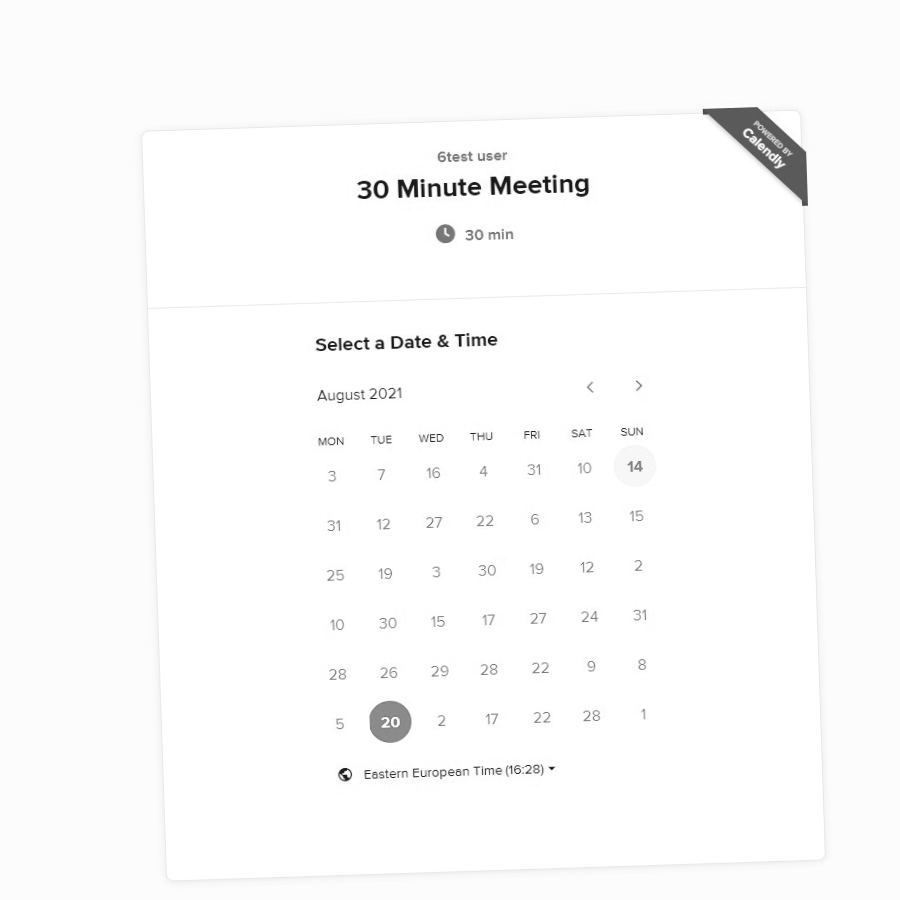 POWERED BY
Calendly
6test user
30 Minute Meeting
30 min
Select a Date & Time
August 2021
MON TUE WED THU FRI SAT SUN
3 7 16 4 31 10 14
31 12 27 22 6 13 15
25 19 3 30 19 12 2
10 30 15 17 27 24 31
28 26 29 28 22 9 8
5 20 2 17 22 28 1
Eastern European Time (16:28)